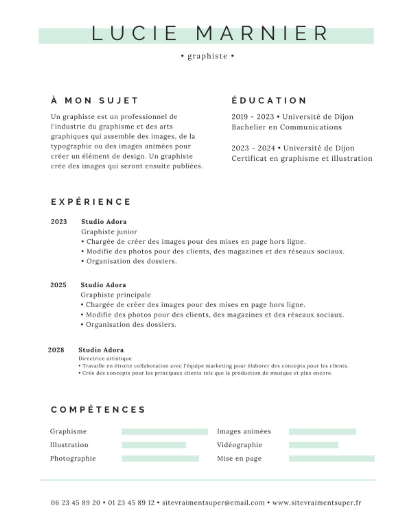 LUCIE MARNIER
• graphiste •
À MON SUJET
Un graphiste est un professionnel de
l'industrie du graphisme et des arts
graphiques qui assemble des images, de la
typographie ou des images animées pour
créer un élément de design. Un graphiste
crée des images qui seront ensuite publiées.
ÉDUCATION
2019 - 2023 • Université de Dijon
Bachelier en Communications
2023 - 2024 • Université de Dijon
Certificat en graphisme et illustration
EXPÉRIENCE
2023 Studio Adora
Graphiste junior
• Chargée de créer des images pour des mises en page hors ligne.
• Modifie des photos pour des clients, des magazines et des réseaux sociaux.
• Organisation des dossiers.
2025 Studio Adora
Graphiste principale
• Chargée de créer des images pour des mises en page hors ligne.
• Modifie des photos pour des clients, des magazines et des réseaux sociaux.
• Organisation des dossiers.
2028 Studio Adora
Directrice artistique
• Travaille en étroite collaboration avec l'équipe marketing pour élaborer des concepts pour les clients.
• Crée des concepts pour les principaux clients tels que la production de musique et plus encore.
COMPÉTENCES
Graphisme
Illustration
Photographie
Images animées
Vidéographie
Mise en page
06 23 45 89 20 • 01 23 45 89 12 • sitevraimentsuper@email.com • www.sitevraimentsuper.fr